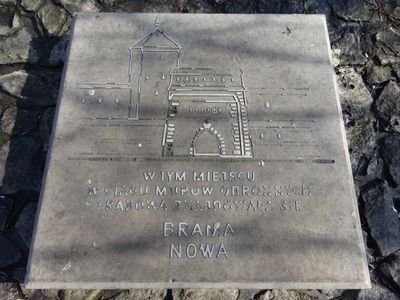 W TYM MIEJSCU
W CIĄGU MURÓW OBRONNYCH
KRAKOWA ZNAJDOWAŁA SIĘ
BRAMA
NOWA